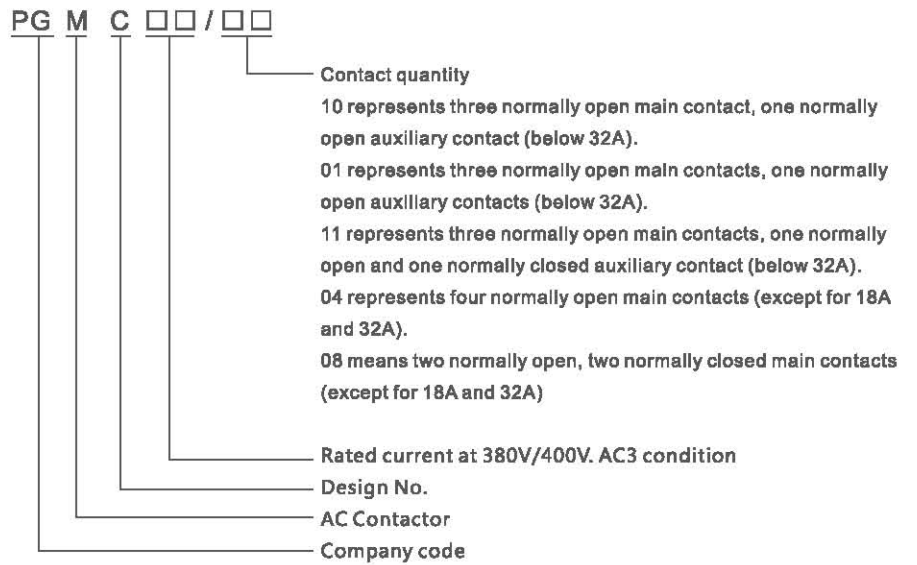 PG M C □□ / □□
Contact quantity
10 represents three normally open main contact, one normally
open auxiliary contact (below 32A).
01 represents three normally open main contacts, one normally
open auxiliary contacts (below 32A).
11 represents three normally open main contacts, one normally
open and one normally closed auxiliary contact (below 32A).
04 represents four normally open main contacts (except for 18A
and 32A).
08 means two normally open, two normally closed main contacts
(except for 18A and 32A)
Rated current at 380V/400V. AC3 condition
Design No.
AC Contactor
Company code